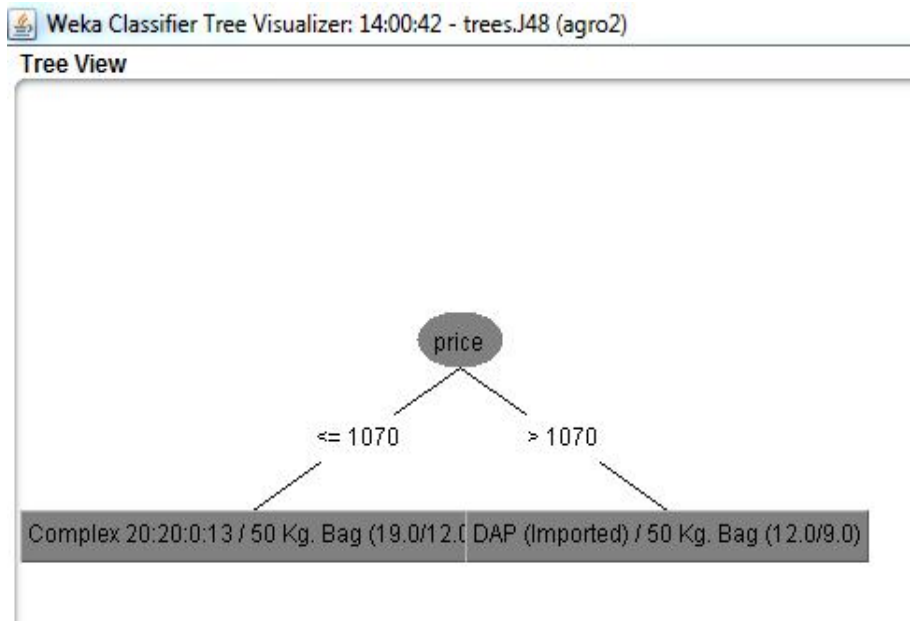 Weka Classifier Tree Visualizer: 14:00:42 - trees.J48 (agro2)
Tree View
price
<= 1070
> 1070
Complex 20:20:0:13 / 50 Kg. Bag (19.0/12.0
DAP (Imported) / 50 Kg. Bag (12.0/9.0)